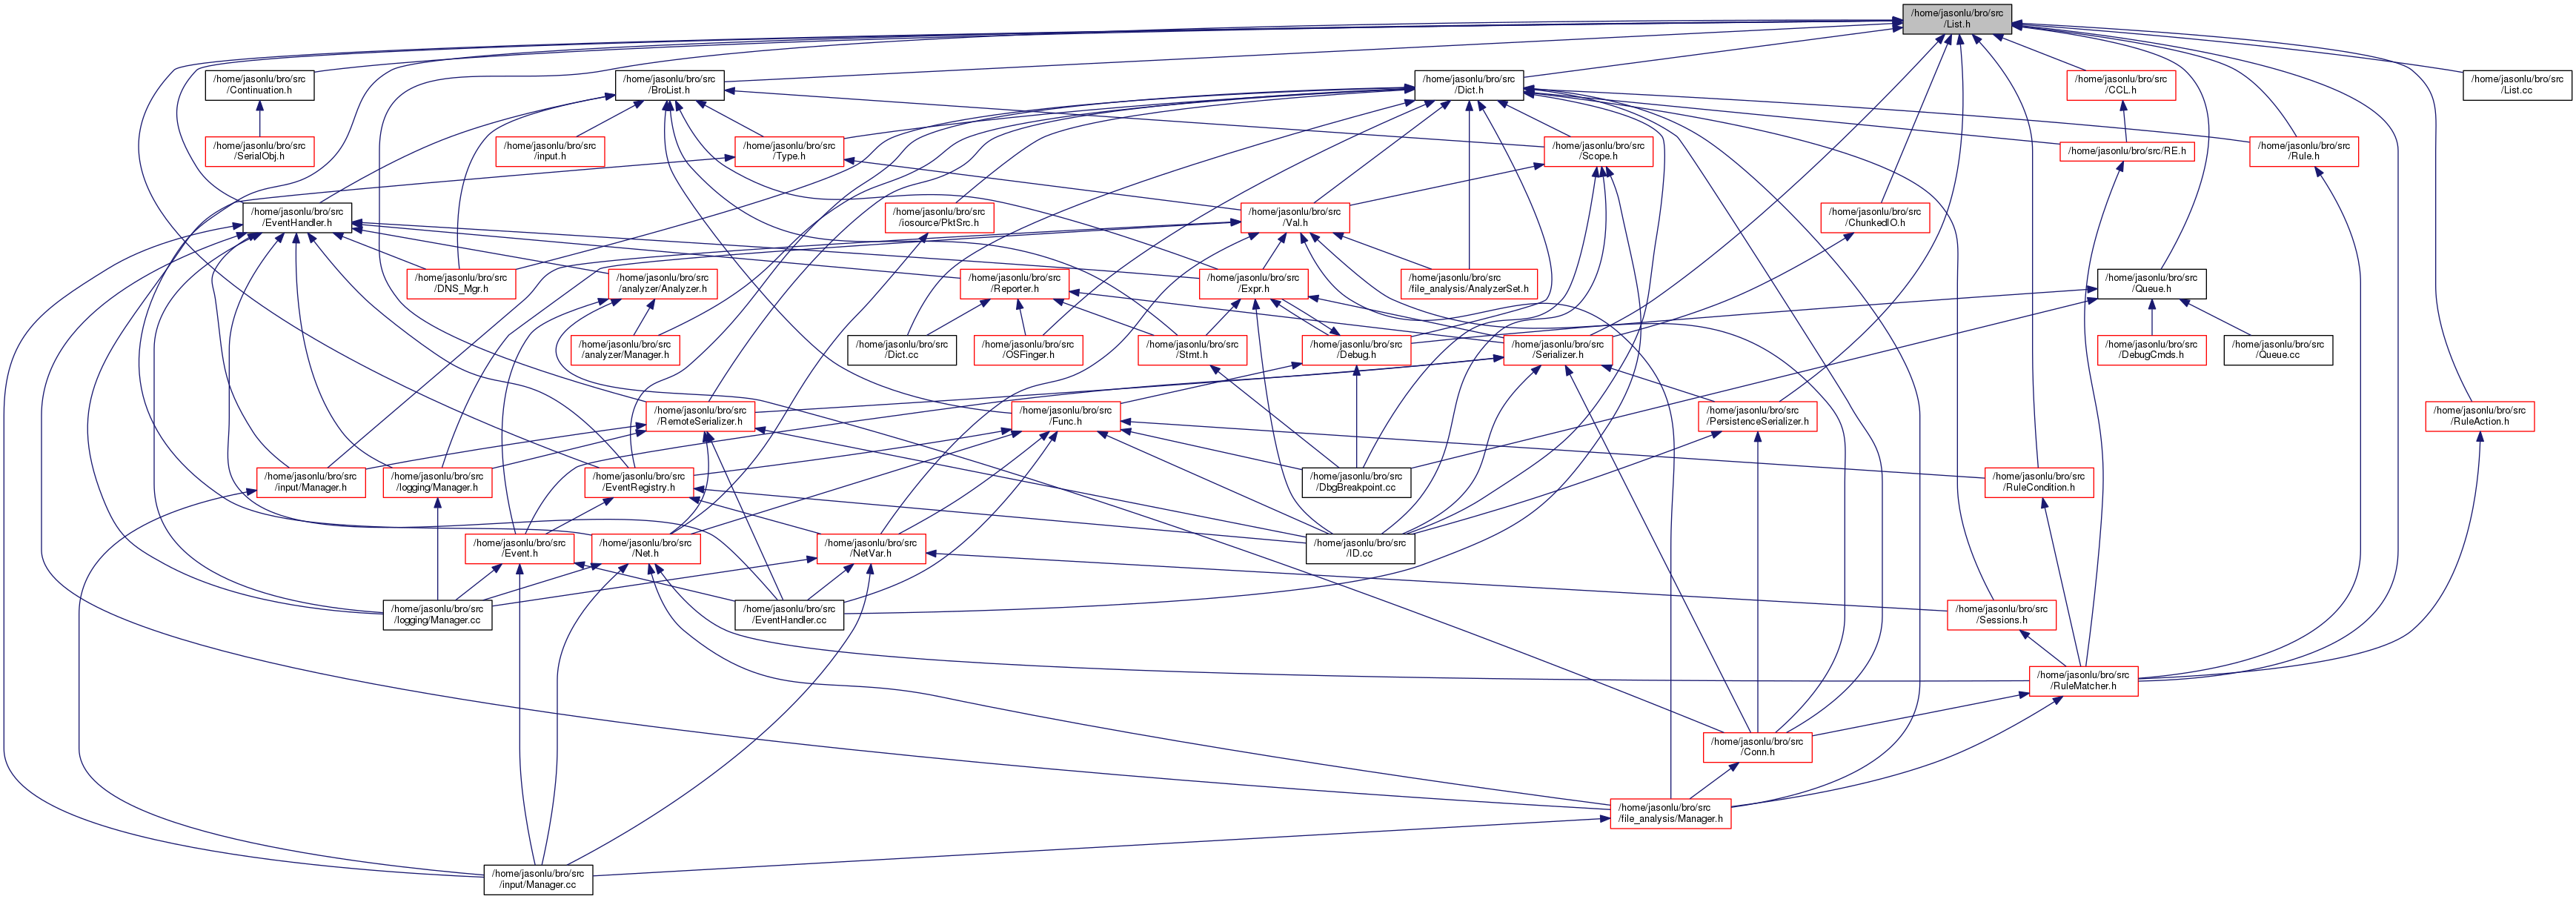 /home/jasonlu/bro/src
/List.h
/home/jasonlu/bro/src
/Continuation.h
/home/jasonlu/bro/src
/BroList.h
/home/jasonlu/bro/src
/Dict.h
/home/jasonlu/bro/src
/CCL.h
/home/jasonlu/bro/src
/List.cc
/home/jasonlu/bro/src
/SerialObj.h
/home/jasonlu/bro/src
/input.h
/home/jasonlu/bro/src
/Type.h
/home/jasonlu/bro/src
/Scope.h
/home/jasonlu/bro/src/RE.h
/home/jasonlu/bro/src
/Rule.h
/home/jasonlu/bro/src
/EventHandler.h
/home/jasonlu/bro/src
/iosource/PktSrc.h
/home/jasonlu/bro/src
/Val.h
/home/jasonlu/bro/src
/ChunkedIO.h
/home/jasonlu/bro/src
/DNS_Mgr.h
/home/jasonlu/bro/src
/analyzer/Analyzer.h
/home/jasonlu/bro/src
/Reporter.h
/home/jasonlu/bro/src
/Expr.h
/home/jasonlu/bro/src
/file_analysis/AnalyzerSet.h
/home/jasonlu/bro/src
/Queue.h
/home/jasonlu/bro/src
/analyzer/Manager.h
/home/jasonlu/bro/src
/Dict.cc
/home/jasonlu/bro/src
/OSFinger.h
/home/jasonlu/bro/src
/Stmt.h
/home/jasonlu/bro/src
/Debug.h
/home/jasonlu/bro/src
/Serializer.h
/home/jasonlu/bro/src
/DebugCmds.h
/home/jasonlu/bro/src
/Queue.cc
/home/jasonlu/bro/src
/RemoteSerializer.h
/home/jasonlu/bro/src
/Func.h
/home/jasonlu/bro/src
/PersistenceSerializer.h
/home/jasonlu/bro/src
/RuleAction.h
/home/jasonlu/bro/src
/input/Manager.h
/home/jasonlu/bro/src
/logging/Manager.h
/home/jasonlu/bro/src
/EventRegistry.h
/home/jasonlu/bro/src
/DbgBreakpoint.cc
/home/jasonlu/bro/src
/RuleCondition.h
/home/jasonlu/bro/src
/Event.h
/home/jasonlu/bro/src
/Net.h
/home/jasonlu/bro/src
/NetVar.h
/home/jasonlu/bro/src
/ID.cc
/home/jasonlu/bro/src
/logging/Manager.cc
/home/jasonlu/bro/src
/EventHandler.cc
/home/jasonlu/bro/src
/Sessions.h
/home/jasonlu/bro/src
/RuleMatcher.h
/home/jasonlu/bro/src
/Conn.h
/home/jasonlu/bro/src
/file_analysis/Manager.h
/home/jasonlu/bro/src
/input/Manager.cc